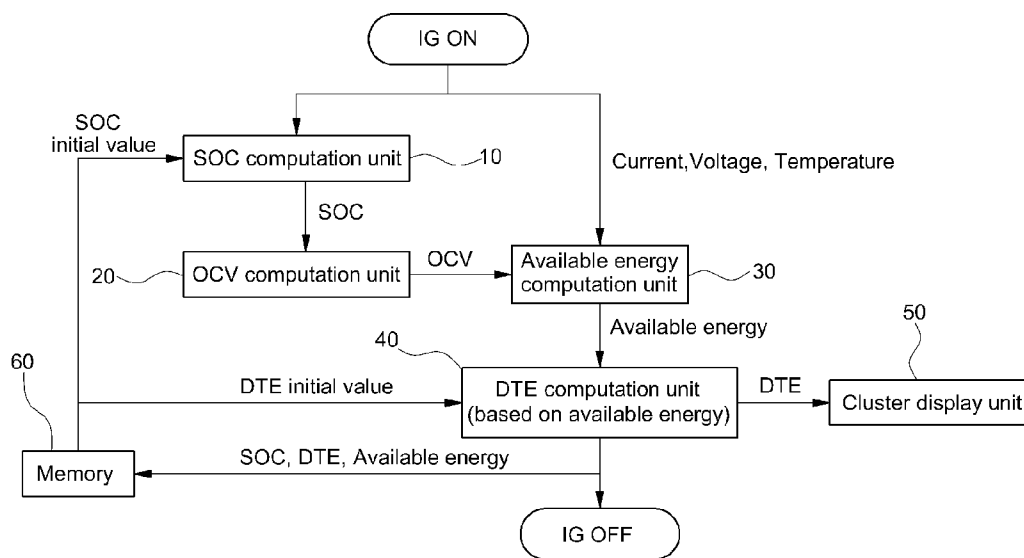 IG ON
SOC
initial value
SOC computation unit
10
Current,Voltage, Temperature
SOC
20
OCV computation unit
OCV
Available energy
computation unit
30
Available energy
40
50
60
DTE initial value
DTE computation unit
(based on available energy)
DTE
Cluster display unit
Memory
SOC, DTE, Available energy
IG OFF